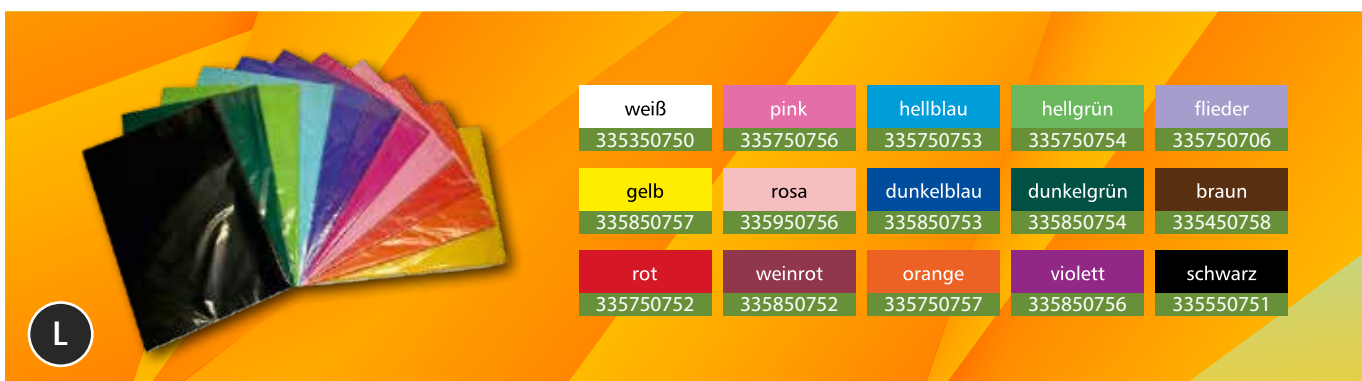 weiß pink hellblau hellgrün flieder
335350750 335750756 335750753 335750754 335750706
gelb rosa dunkelblau dunkelgrün braun
335850757 335950756 335850753 335850754 335450758
rot weinrot orange violett schwarz
335750752 335850752 335750757 335850756 335550751
L